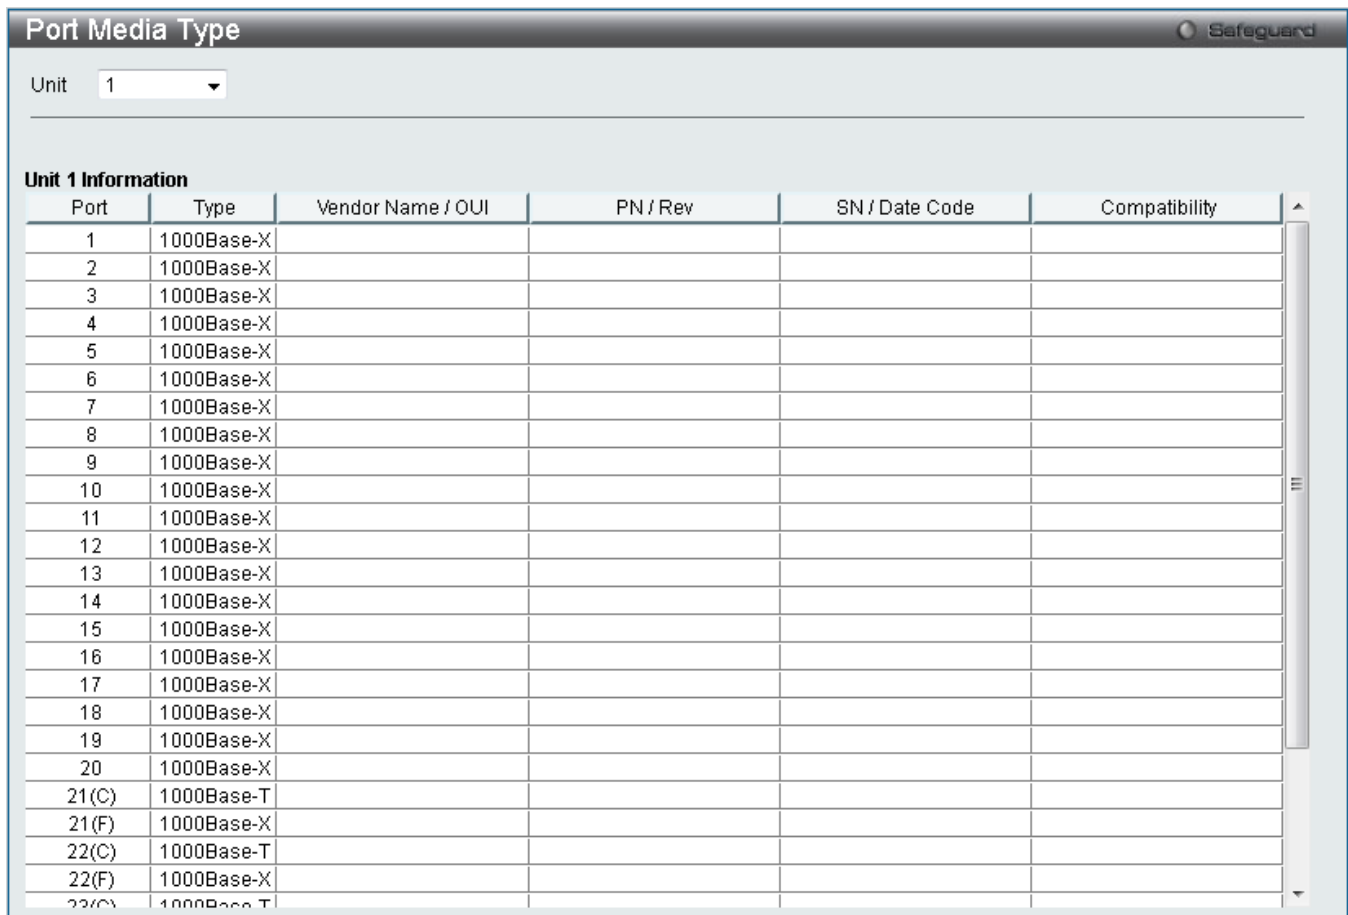 Port Media Type Safeguard
Unit 1
Unit 1 Information
Port Type Vendor Name / OUI PN / Rev SN / Date Code Compatibility
1 1000Base-X
2 1000Base-X
3 1000Base-X
4 1000Base-X
5 1000Base-X
6 1000Base-X
7 1000Base-X
8 1000Base-X
9 1000Base-X
10 1000Base-X
11 1000Base-X
12 1000Base-X
13 1000Base-X
14 1000Base-X
15 1000Base-X
16 1000Base-X
17 1000Base-X
18 1000Base-X
19 1000Base-X
20 1000Base-X
21(C) 1000Base-T
21(F) 1000Base-X
22(C) 1000Base-T
22(F) 1000Base-X
23(C) 1000Base-T